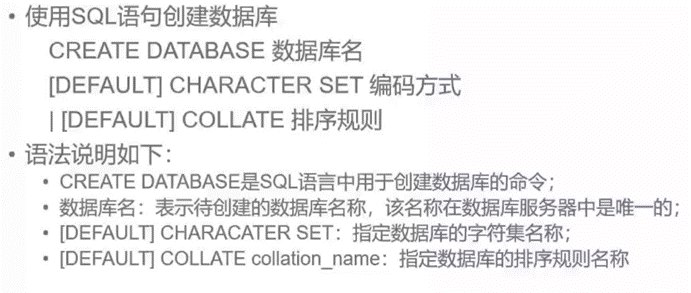 • 使用SQL语句创建数据库
CREATE DATABASE 数据库名
[DEFAULT] CHARACTER SET 编码方式
| [DEFAULT] COLLATE 排序规则
• 语法说明如下：
• CREATE DATABASE是SQL语言中用于创建数据库的命令；
• 数据库名：表示待创建的数据库名称，该名称在数据库服务器中是唯一的；
• [DEFAULT] CHARACATER SET：指定数据库的字符集名称；
• [DEFAULT] COLLATE collation_name：指定数据库的排序规则名称